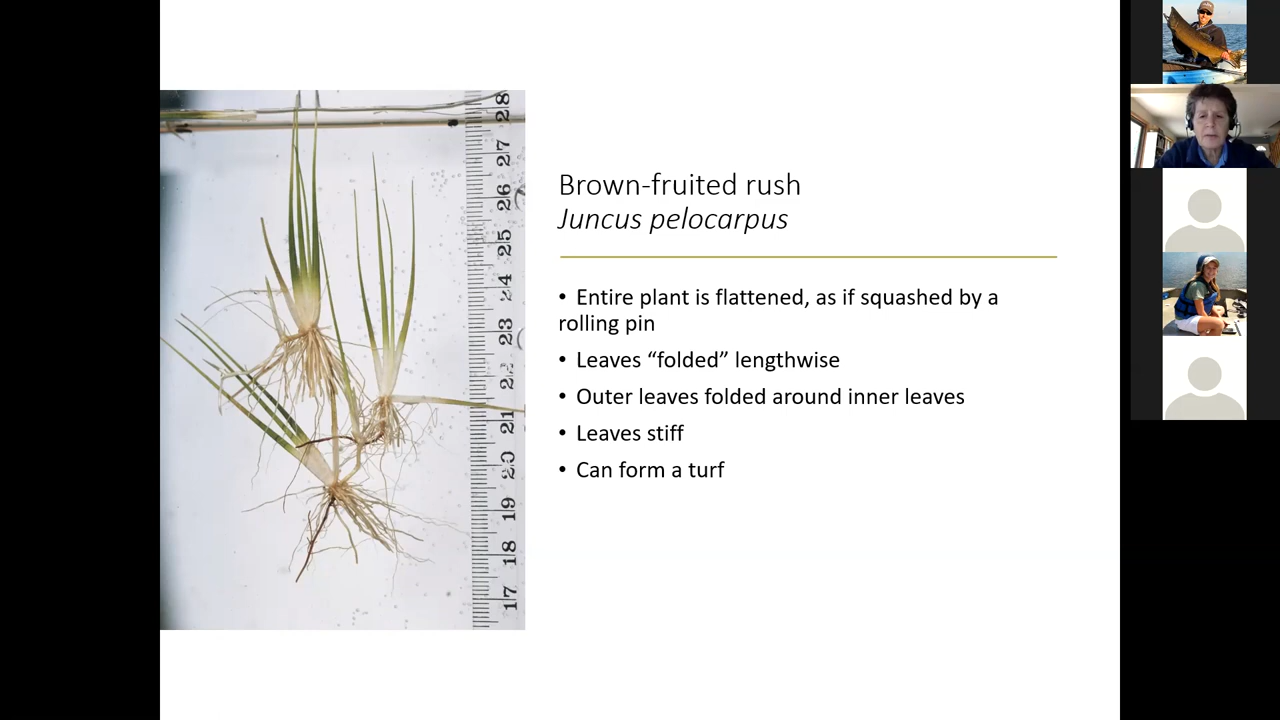 Brown-fruited rush
Juncus pelocarpus
• Entire plant is flattened, as if squashed by a
rolling pin
• Leaves “folded” lengthwise
• Outer leaves folded around inner leaves
• Leaves stiff
• Can form a turf
28
27
26
25
24
23
22
21
20
19
18
17